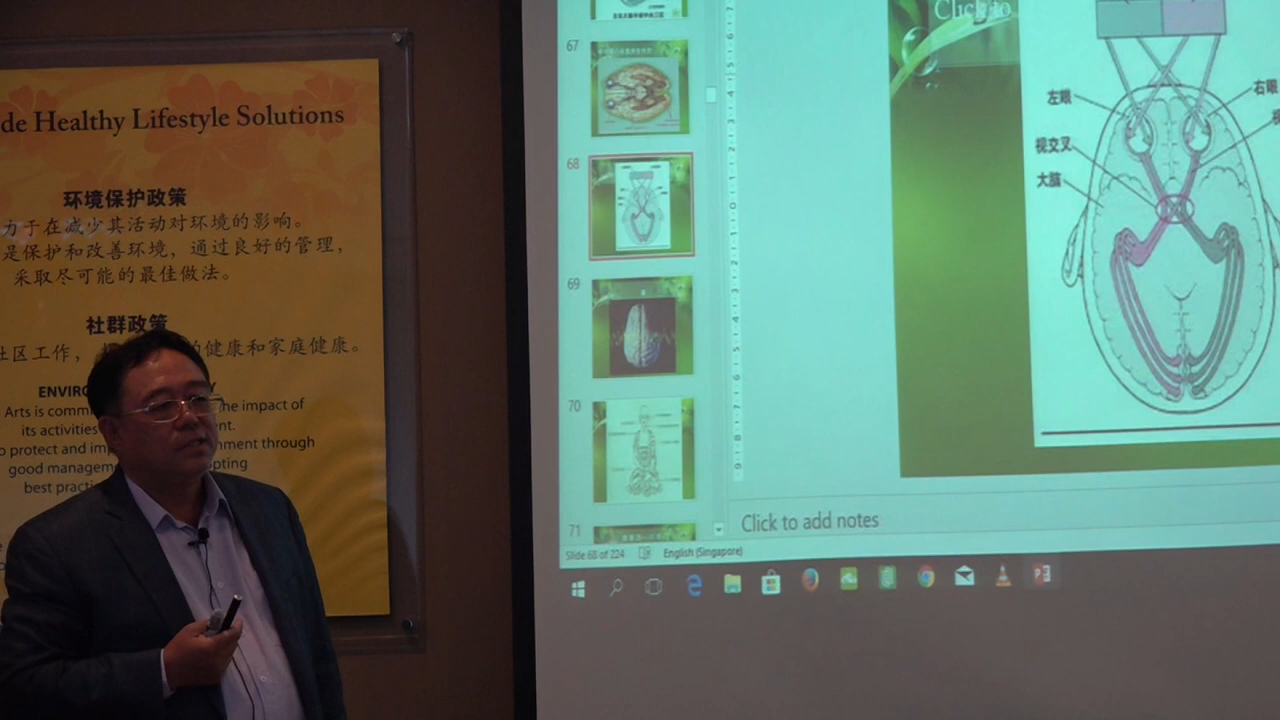 de Healthy Lifestyle Solutions
环境保护政策
力于在减少其活动对环境的影响。
是保护和改善环境，通过良好的管理，
采取尽可能的最佳做法。
社群政策
社区工作，
的健康和家庭健康。
ENVIRO Y
Arts is comm he impact of
its activities ent.
o protect and imp nment through
good manageme pting
best practi
67
68
69
70
71
Click to
左眼
右眼
视交叉
大脑
Click to add notes
Slide 68 of 224 English (Singapore)